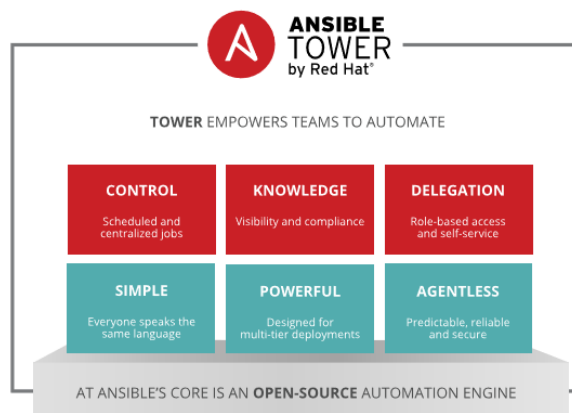 ANSIBLE
TOWER
by Red Hat®
TOWER EMPOWERS TEAMS TO AUTOMATE
CONTROL
Scheduled and
centralized jobs
KNOWLEDGE
Visibility and compliance
DELEGATION
Role-based access
and self-service
SIMPLE
Everyone speaks the
same language
POWERFUL
Designed for
multi-tier deployments
AGENTLESS
Predictable, reliable
and secure
AT ANSIBLE’S CORE IS AN OPEN-SOURCE AUTOMATION ENGINE